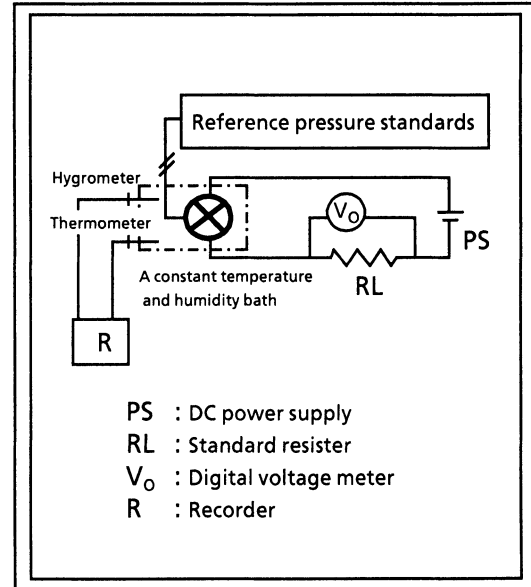 Reference pressure standards
Hygrometer
Thermometer
Vo
PS
A constant temperature
and humidity bath
RL
R
PS : DC power supply
RL : Standard resister
Vo : Digital voltage meter
R : Recorder